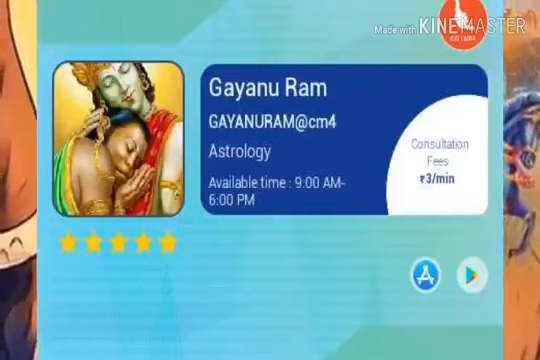 Made with KINEMASTER
Gayanu Ram
GAYANURAM@cm4
Astrology
Available time : 9:00 AM-
6:00 PM
Consultation
Fees
₹3/min